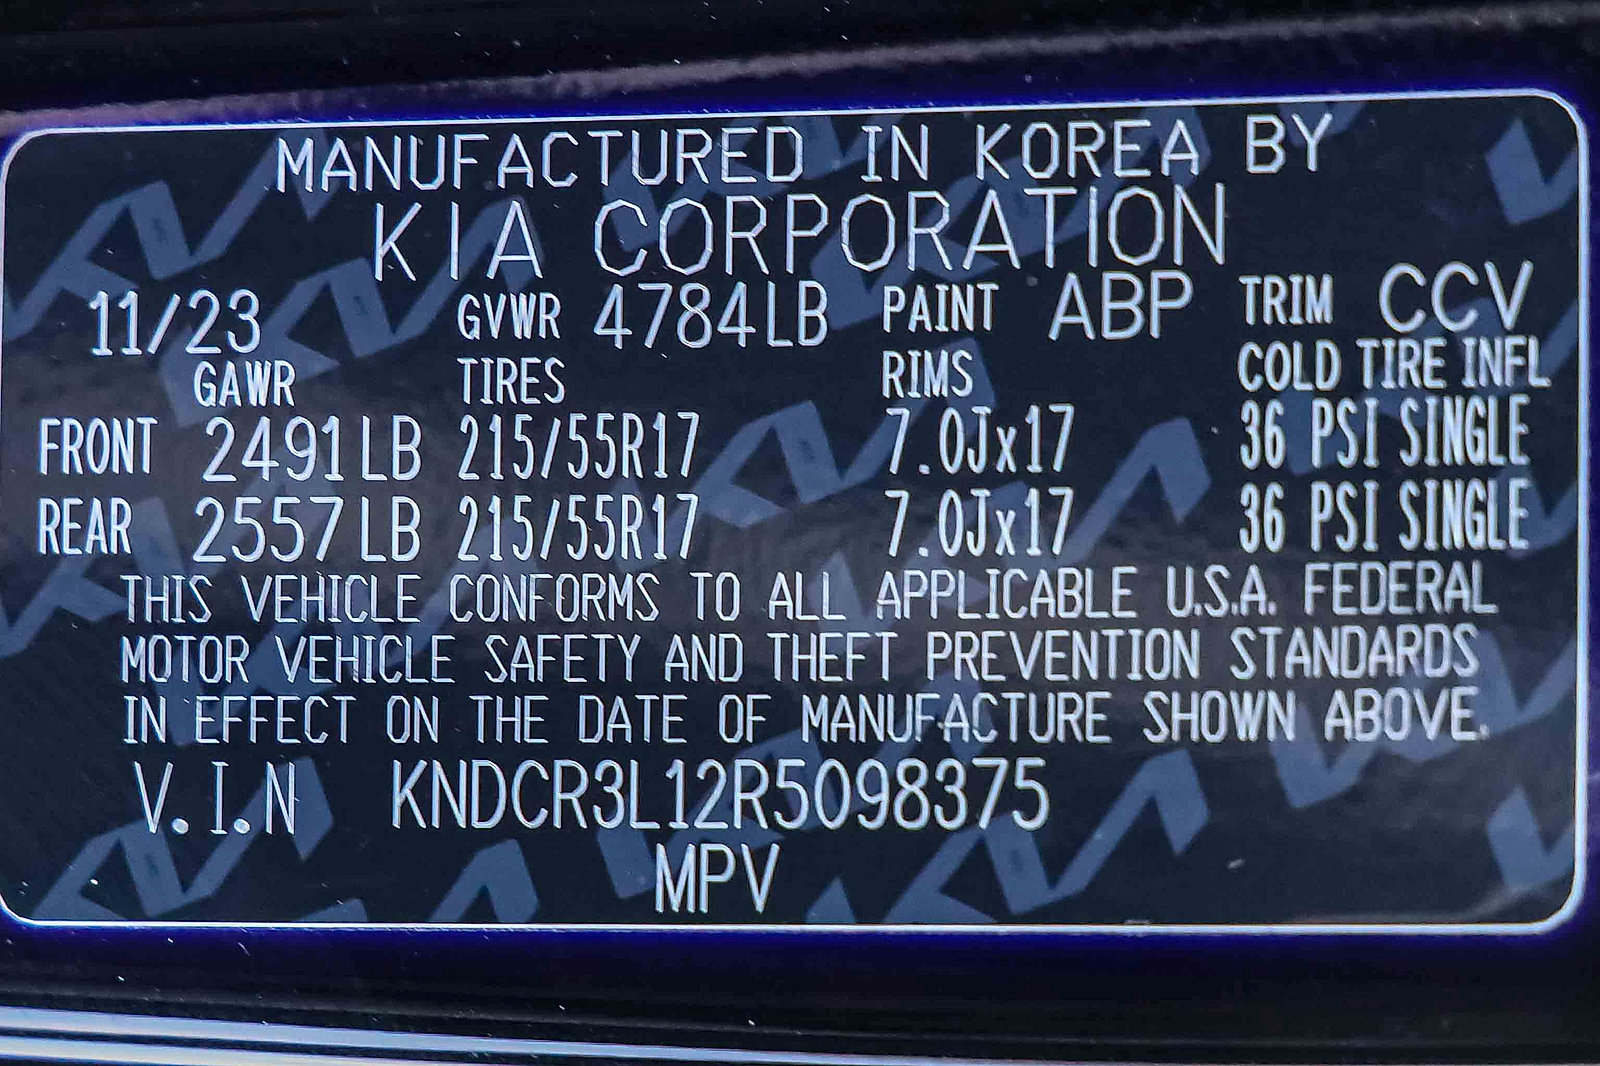 MANUFACTURED IN KOREA BY
KIA CORPORATION
11/23 GVWR 4784LB PAINT ABP TRIM CCV
GAWR TIRES RIMS COLD TIRE INFL
FRONT 2491LB 215/55R17 7.0Jx17 36 PSI SINGLE
REAR 2557LB 215/55R17 7.0Jx17 36 PSI SINGLE
THIS VEHICLE CONFORMS TO ALL APPLICABLE U.S.A. FEDERAL
MOTOR VEHICLE SAFETY AND THEFT PREVENTION STANDARDS
IN EFFECT ON THE DATE OF MANUFACTURE SHOWN ABOVE.
V.I.N KNDCR3L12R5098375
MPV